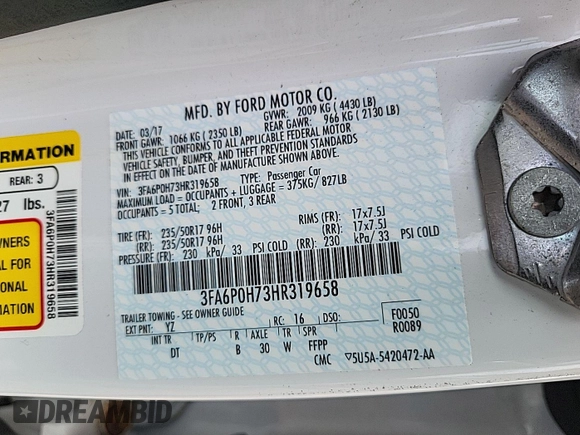 MFD. BY FORD MOTOR CO.
DATE: 03/17 GVWR: 2009 KG (4430 LB)
FRONT GAWR: 1066 KG (2350 LB) REAR GAWR: 966 KG (2130 LB)
THIS VEHICLE CONFORMS TO ALL APPLICABLE FEDERAL MOTOR
VEHICLE SAFETY, BUMPER, AND THEFT PREVENTION STANDARDS
IN EFFECT ON THE DATE OF MANUFACTURE SHOWN ABOVE.
VIN: 3FA6P0H73HR319658 TYPE: Passenger Car
MAXIMUM LOAD = OCCUPANTS + LUGGAGE = 375KG/ 827LB
OCCUPANTS = 5 TOTAL; 2 FRONT, 3 REAR
TIRE (FR): 235/50R17 96H RIMS (FR): 17x7.5J
(RR): 235/50R17 96H (RR): 17x7.5J
PRESSURE (FR): 230 kPa/ 33 PSI COLD (RR): 230 kPa/ 33 PSI COLD
3FA6P0H73HR319658
TRAILER TOWING - SEE OWNER GUIDE
EXT PNT: YZ RC: 16 DSO: F0050
R0089
INT TR TP/PS R AXLE TR SPR
DT B 30 W FFPP
CMC ▽5U5A-5420472-AA
ORMATION
REAR: 3
27 lbs.
3FA6P0H73HR319658
WNERS
AL FOR
IONAL
MATION
DREAMBID